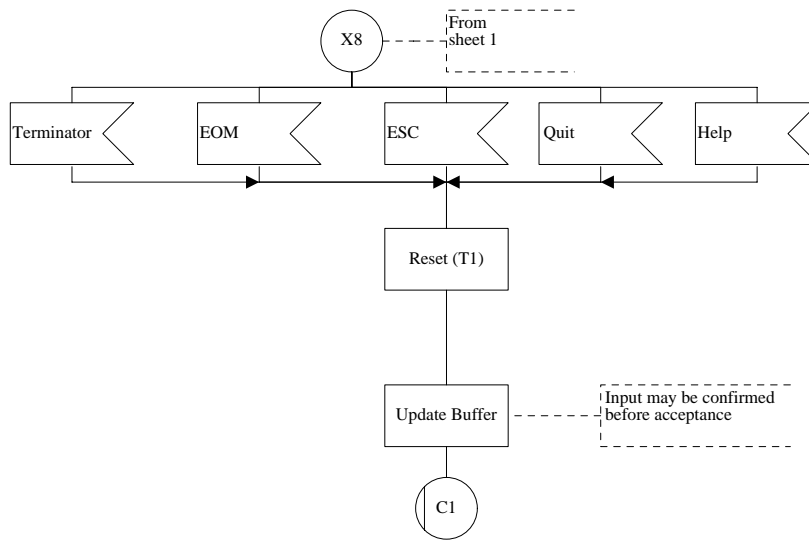 X8
From
sheet 1
Terminator
EOM
ESC
Quit
Help
Reset (T1)
Update Buffer
Input may be confirmed
before acceptance
C1